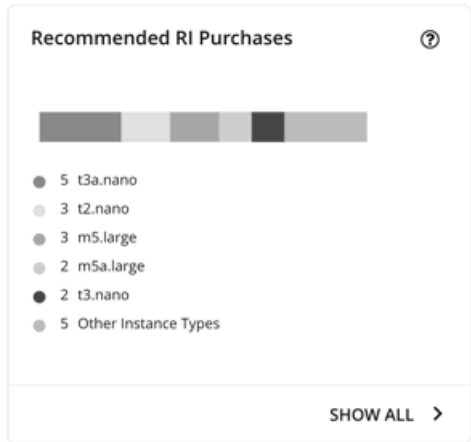 Recommended RI Purchases
5 t3a.nano
3 t2.nano
3 m5.large
2 m5a.large
2 t3.nano
5 Other Instance Types
SHOW ALL